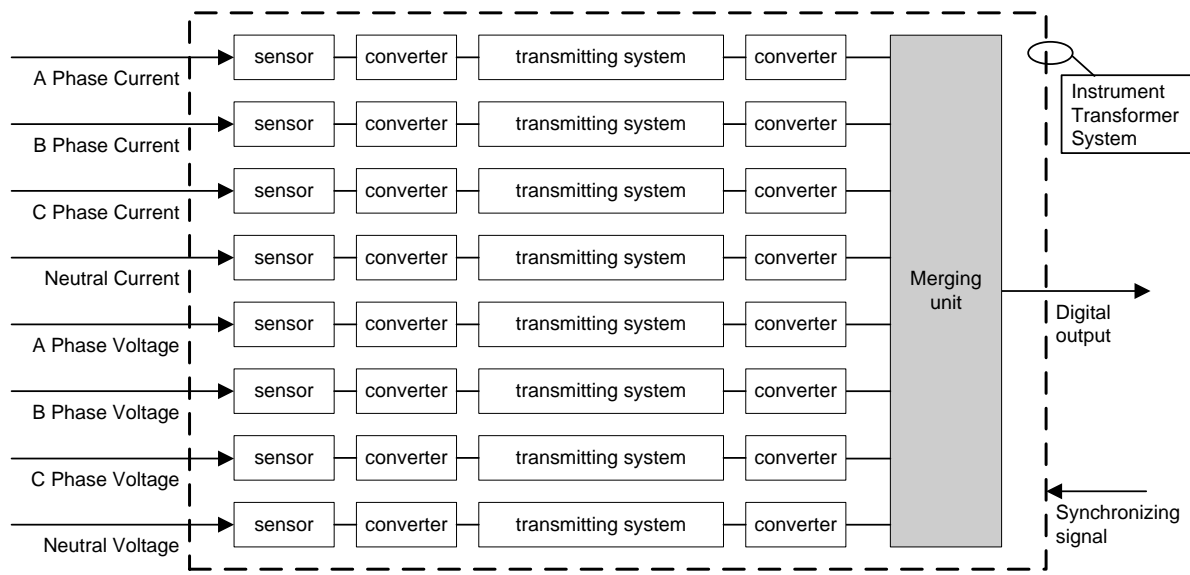 sensor converter transmitting system converter
A Phase Current
sensor converter transmitting system converter
B Phase Current
sensor converter transmitting system converter
C Phase Current
sensor converter transmitting system converter
Neutral Current
sensor converter transmitting system converter
A Phase Voltage
sensor converter transmitting system converter
B Phase Voltage
sensor converter transmitting system converter
C Phase Voltage
sensor converter transmitting system converter
Neutral Voltage
Merging
unit
Instrument
Transformer
System
Digital
output
Synchronizing
signal